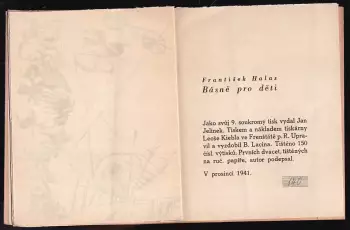 František Halas
Básně pro děti
Jako svůj 9. soukromý tisk vydal Jan
Jelínek. Tiskem a nákladem tiskárny
Leoše Kiehla ve Frenštátě p. R. Upra-
vil a vyzdobil B. Lacina. Tištěno 150
čísl. výtisků. Prvních dvacet, tištěných
na ruč. papíře, autor podepsal.
V prosinci 1941.